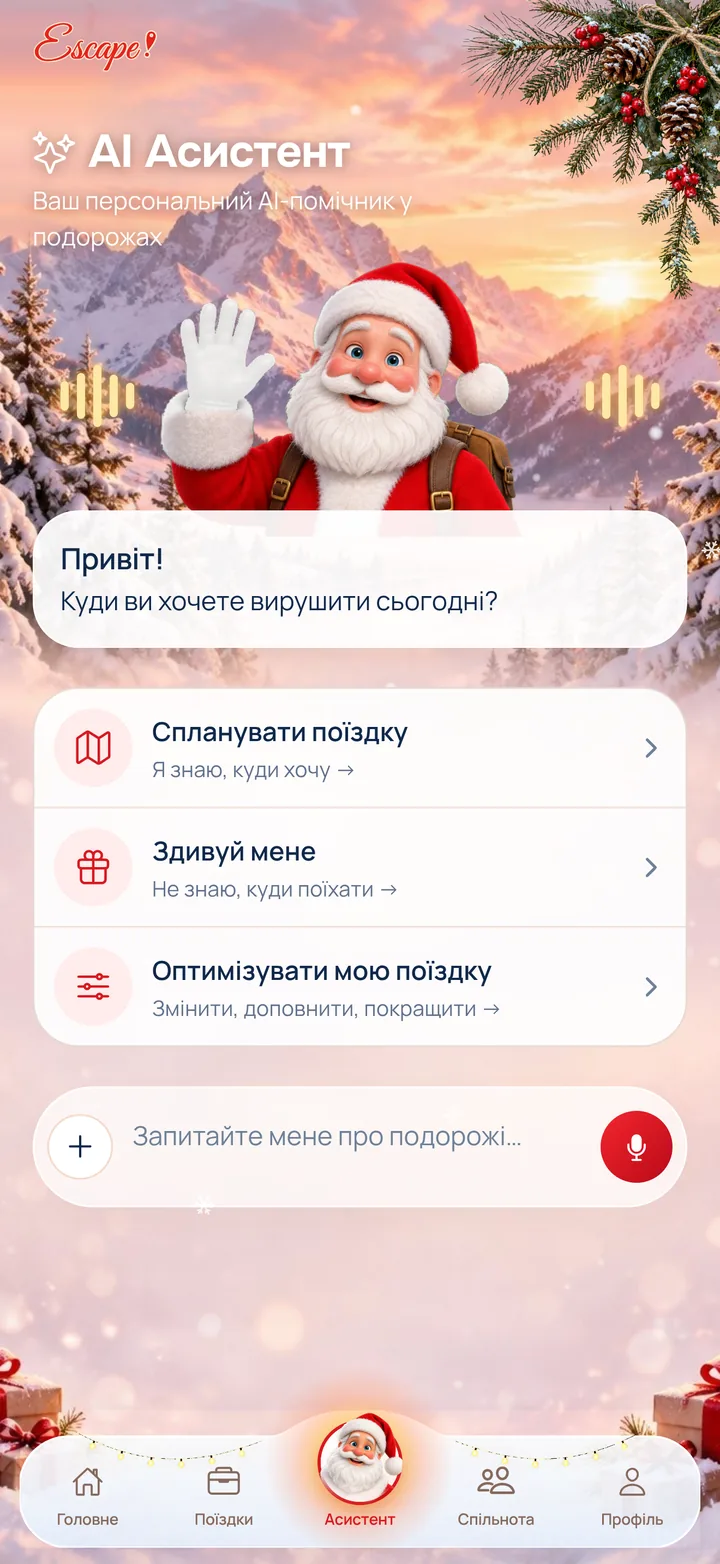 Escape!
AI Асистент
Ваш персональний AI-помічник у
подорожах
Привіт!
Куди ви хочете вирушити сьогодні?
Спланувати поїздку
Я знаю, куди хочу →
Здивуй мене
Не знаю, куди поїхати →
Оптимізувати мою поїздку
Змінити, доповнити, покращити →
Запитайте мене про подорожі...
Головне
Поїздки
Асистент
Спільнота
Профіль